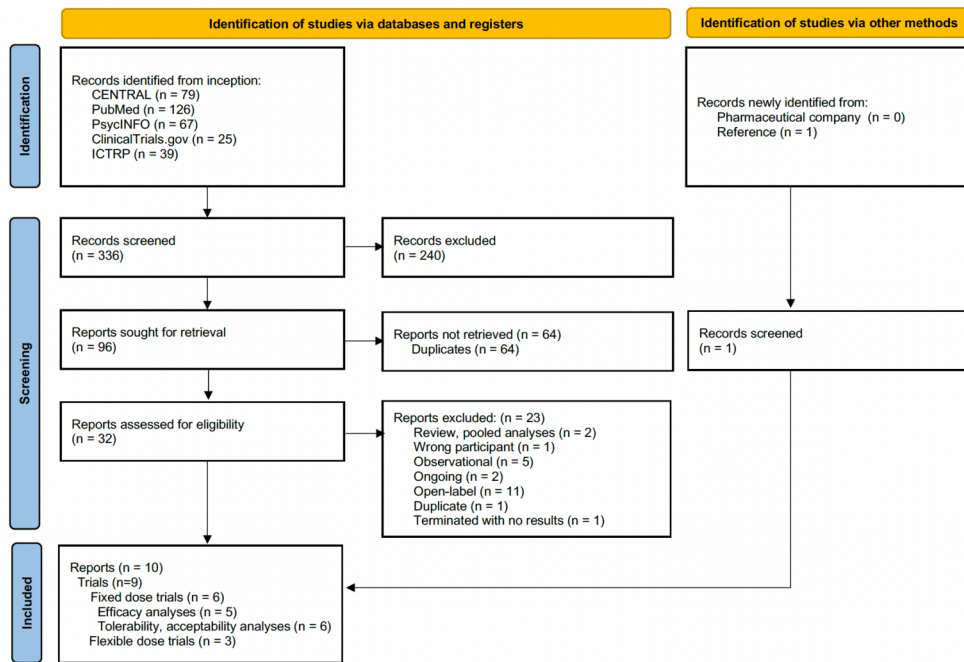 Identification of studies via databases and registers
Identification of studies via other methods
Identification
Records identified from inception:
CENTRAL (n = 79)
PubMed (n = 126)
PsycINFO (n = 67)
ClinicalTrials.gov (n = 25)
ICTRP (n = 39)
Records newly identified from:
Pharmaceutical company (n = 0)
Reference (n = 1)
Screening
Records screened
(n = 336)
Records excluded
(n = 240)
Reports sought for retrieval
(n = 96)
Reports not retrieved (n = 64)
Duplicates (n = 64)
Records screened
(n = 1)
Reports assessed for eligibility
(n = 32)
Reports excluded: (n = 23)
Review, pooled analyses (n = 2)
Wrong participant (n = 1)
Observational (n = 5)
Ongoing (n = 2)
Open-label (n = 11)
Duplicate (n = 1)
Terminated with no results (n = 1)
Included
Reports (n = 10)
Trials (n=9)
Fixed dose trials (n = 6)
Efficacy analyses (n = 5)
Tolerability, acceptability analyses (n = 6)
Flexible dose trials (n = 3)